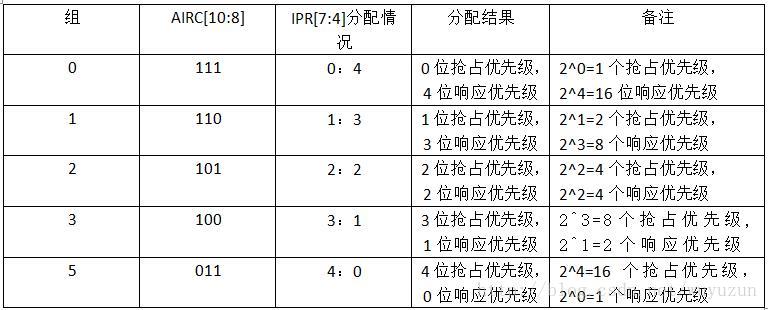 组 AIRC[10:8] IPR[7:4]分配情 分配结果 备注
况
0 111 0：4 0 位抢占优先级， 2^0=1 个抢占优先级，
4 位响应优先级 2^4=16 位响应优先级
1 110 1：3 1 位抢占优先级， 2^1=2 个抢占优先级，
3 位响应优先级 2^3=8 个响应优先级
2 101 2：2 2 位抢占优先级， 2^2=4 个抢占优先级，
2 位响应优先级 2^2=4 个响应优先级
3 100 3：1 3 位抢占优先级， 2^3=8 个抢占优先级，
1 位响应优先级 2^1=2 个响应优先级
5 011 4：0 4 位抢占优先级， 2^4=16 个抢占优先级，
0 位响应优先级 2^0=1 个响应优先级